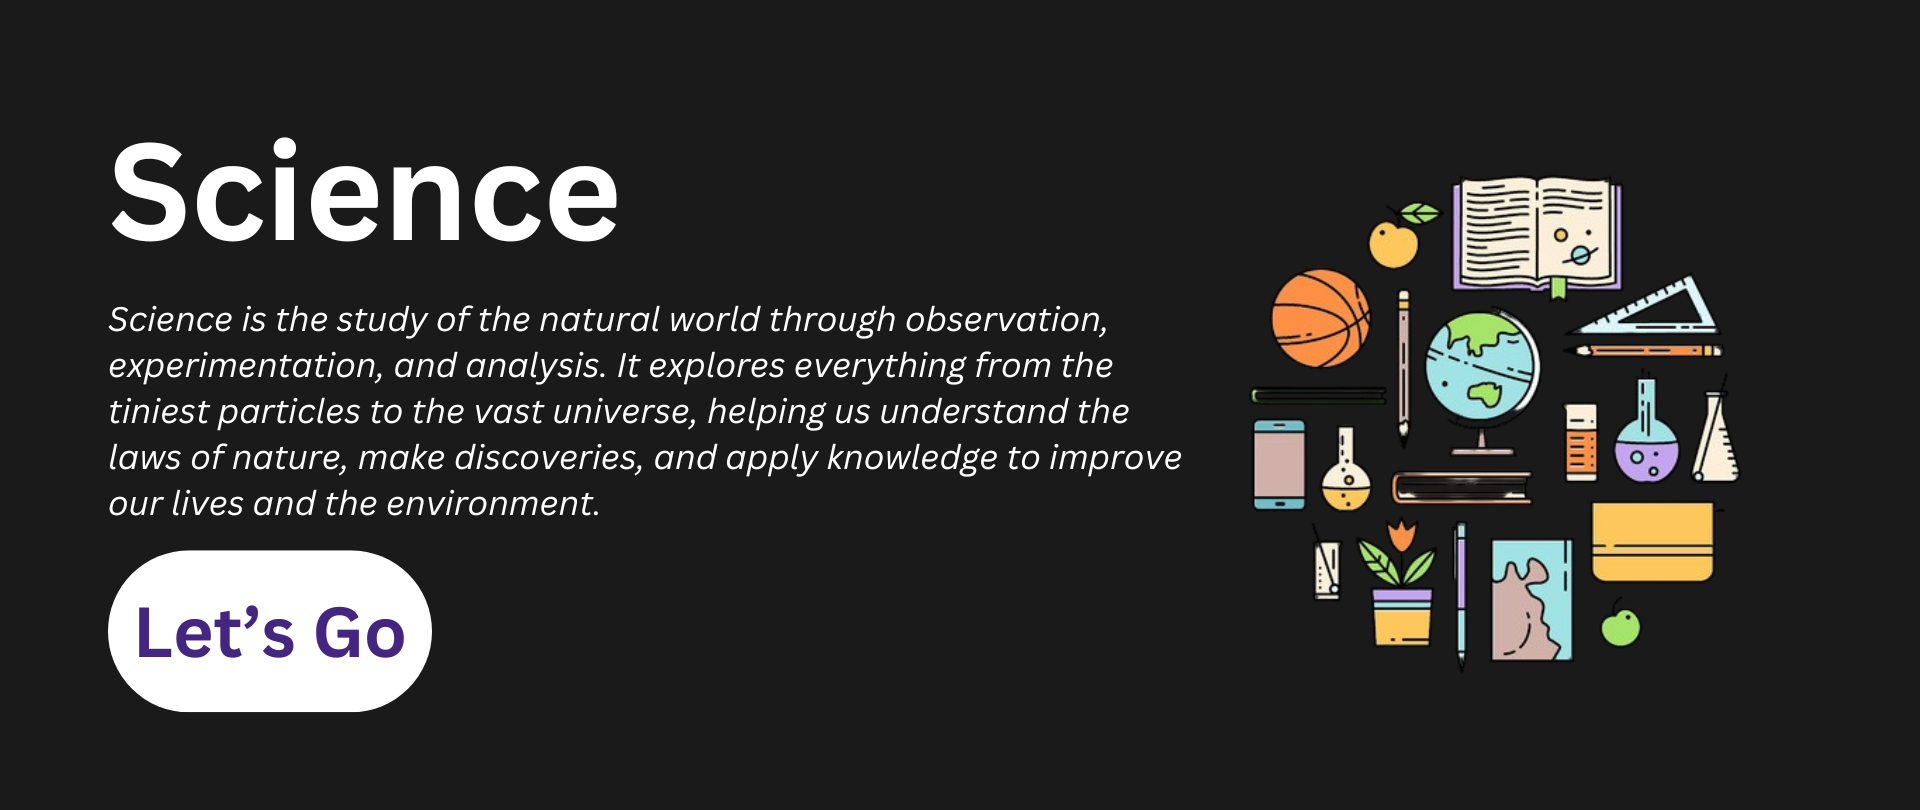 Science
Science is the study of the natural world through observation,
experimentation, and analysis. It explores everything from the
tiniest particles to the vast universe, helping us understand the
laws of nature, make discoveries, and apply knowledge to improve
our lives and the environment.
Let’s Go